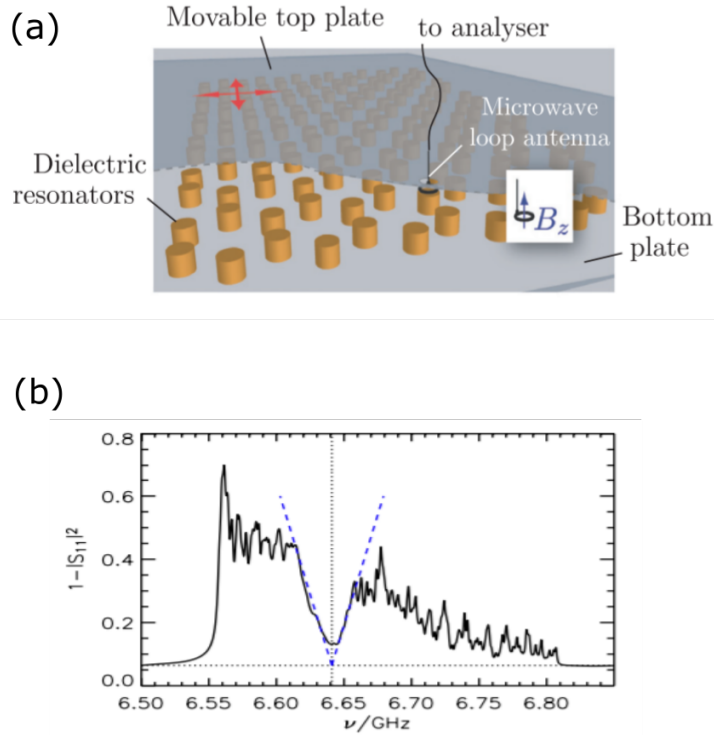 (a)
Movable top plate
to analyser
Microwave
loop antenna
Dielectric
resonators
B_z
Bottom
plate
(b)
0.8
0.6
0.4
0.2
0.0
1-|S₁₁|²
6.50 6.55 6.60 6.65 6.70 6.75 6.80
ν/GHz